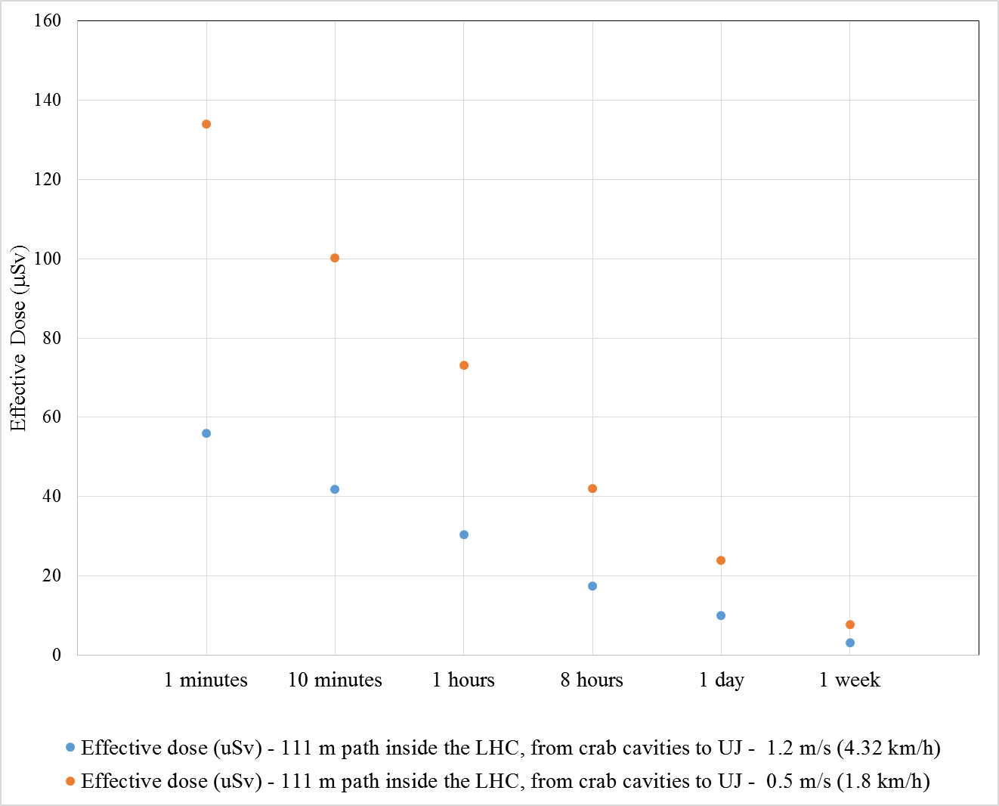 160
140
120
100
80
60
40
20
0
Effective Dose (μSv)
1 minutes 10 minutes 1 hours 8 hours 1 day 1 week
Effective dose (uSv) - 111 m path inside the LHC, from crab cavities to UJ - 1.2 m/s (4.32 km/h)
Effective dose (uSv) - 111 m path inside the LHC, from crab cavities to UJ - 0.5 m/s (1.8 km/h)